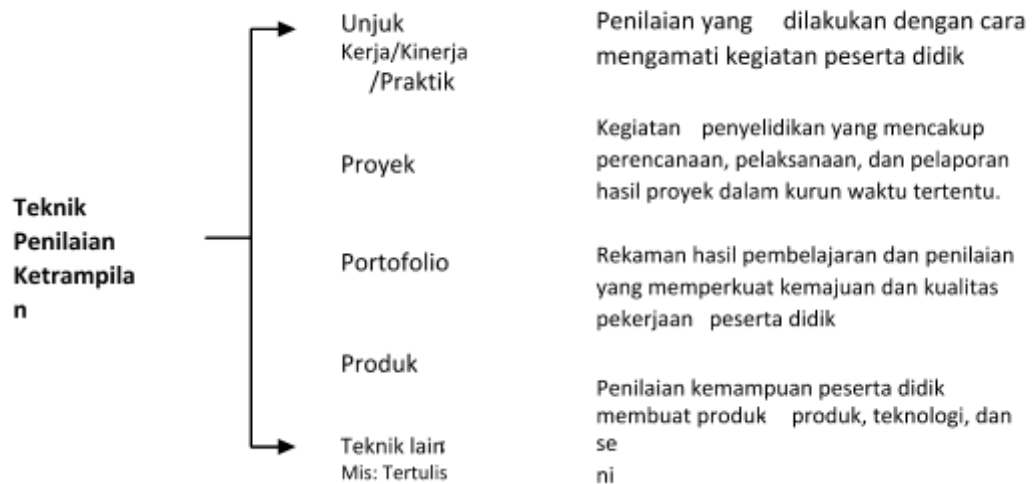 Teknik
Penilaian
Ketrampila
n
Unjuk
Kerja/Kinerja
/Praktik
Penilaian yang dilakukan dengan cara
mengamati kegiatan peserta didik
Proyek
Kegiatan penyelidikan yang mencakup
perencanaan, pelaksanaan, dan pelaporan
hasil proyek dalam kurun waktu tertentu.
Portofolio
Rekaman hasil pembelajaran dan penilaian
yang memperkuat kemajuan dan kualitas
pekerjaan peserta didik
Produk
Penilaian kemampuan peserta didik
membuat produk produk, teknologi, dan
se
ni
Teknik lain
Mis: Tertulis